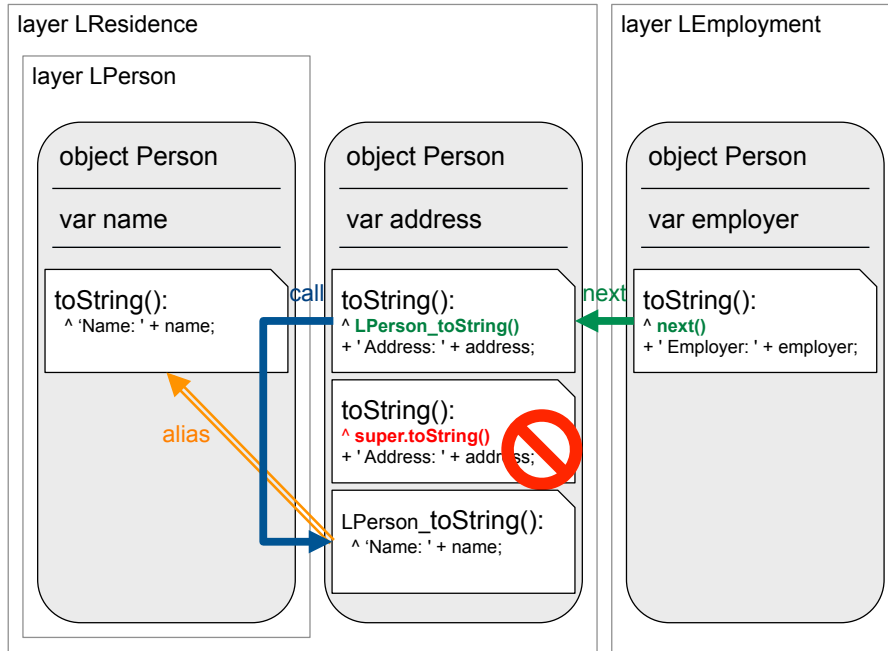 layer LResidence
layer LPerson
object Person
var name
toString():
^ ‘Name: ' + name;
alias
call
object Person
var address
toString():
^ LPerson_toString()
+ ' Address: ' + address;
toString():
^ super.toString()
+ ' Address: ' + address;
LPerson_toString():
^ ‘Name: ' + name;
next
layer LEmployment
object Person
var employer
toString():
^ next()
+ ' Employer: ' + employer;